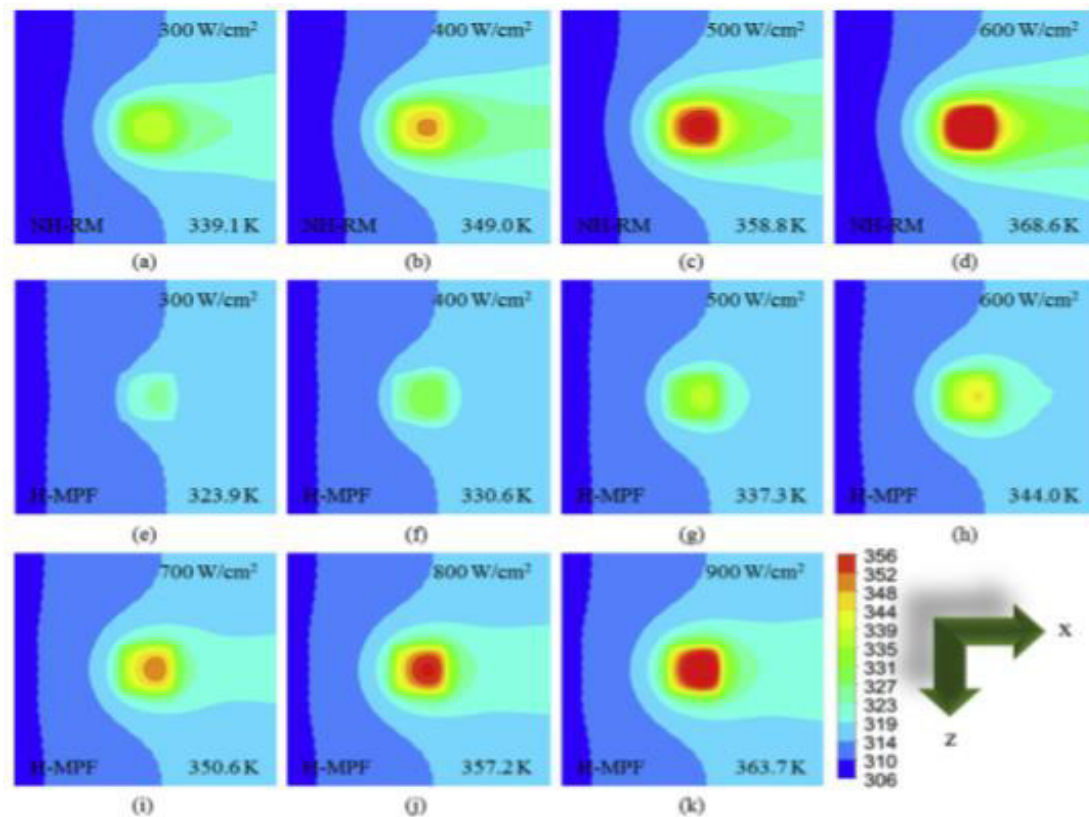 300 W/cm²
400 W/cm²
500 W/cm²
600 W/cm²
NH-RM 339.1 K
NH-RM 349.0 K
NH-RM 358.8 K
NH-RM 368.6 K
(a)
(b)
(c)
(d)
300 W/cm²
400 W/cm²
500 W/cm²
600 W/cm²
H-MPF 323.9 K
H-MPF 330.6 K
H-MPF 337.3 K
H-MPF 344.0 K
(e)
(f)
(g)
(h)
700 W/cm²
800 W/cm²
900 W/cm²
H-MPF 350.6 K
H-MPF 357.2 K
H-MPF 363.7 K
(i)
(j)
(k)
356
352
348
344
339
335
331
327
323
319
314
310
306
x
z